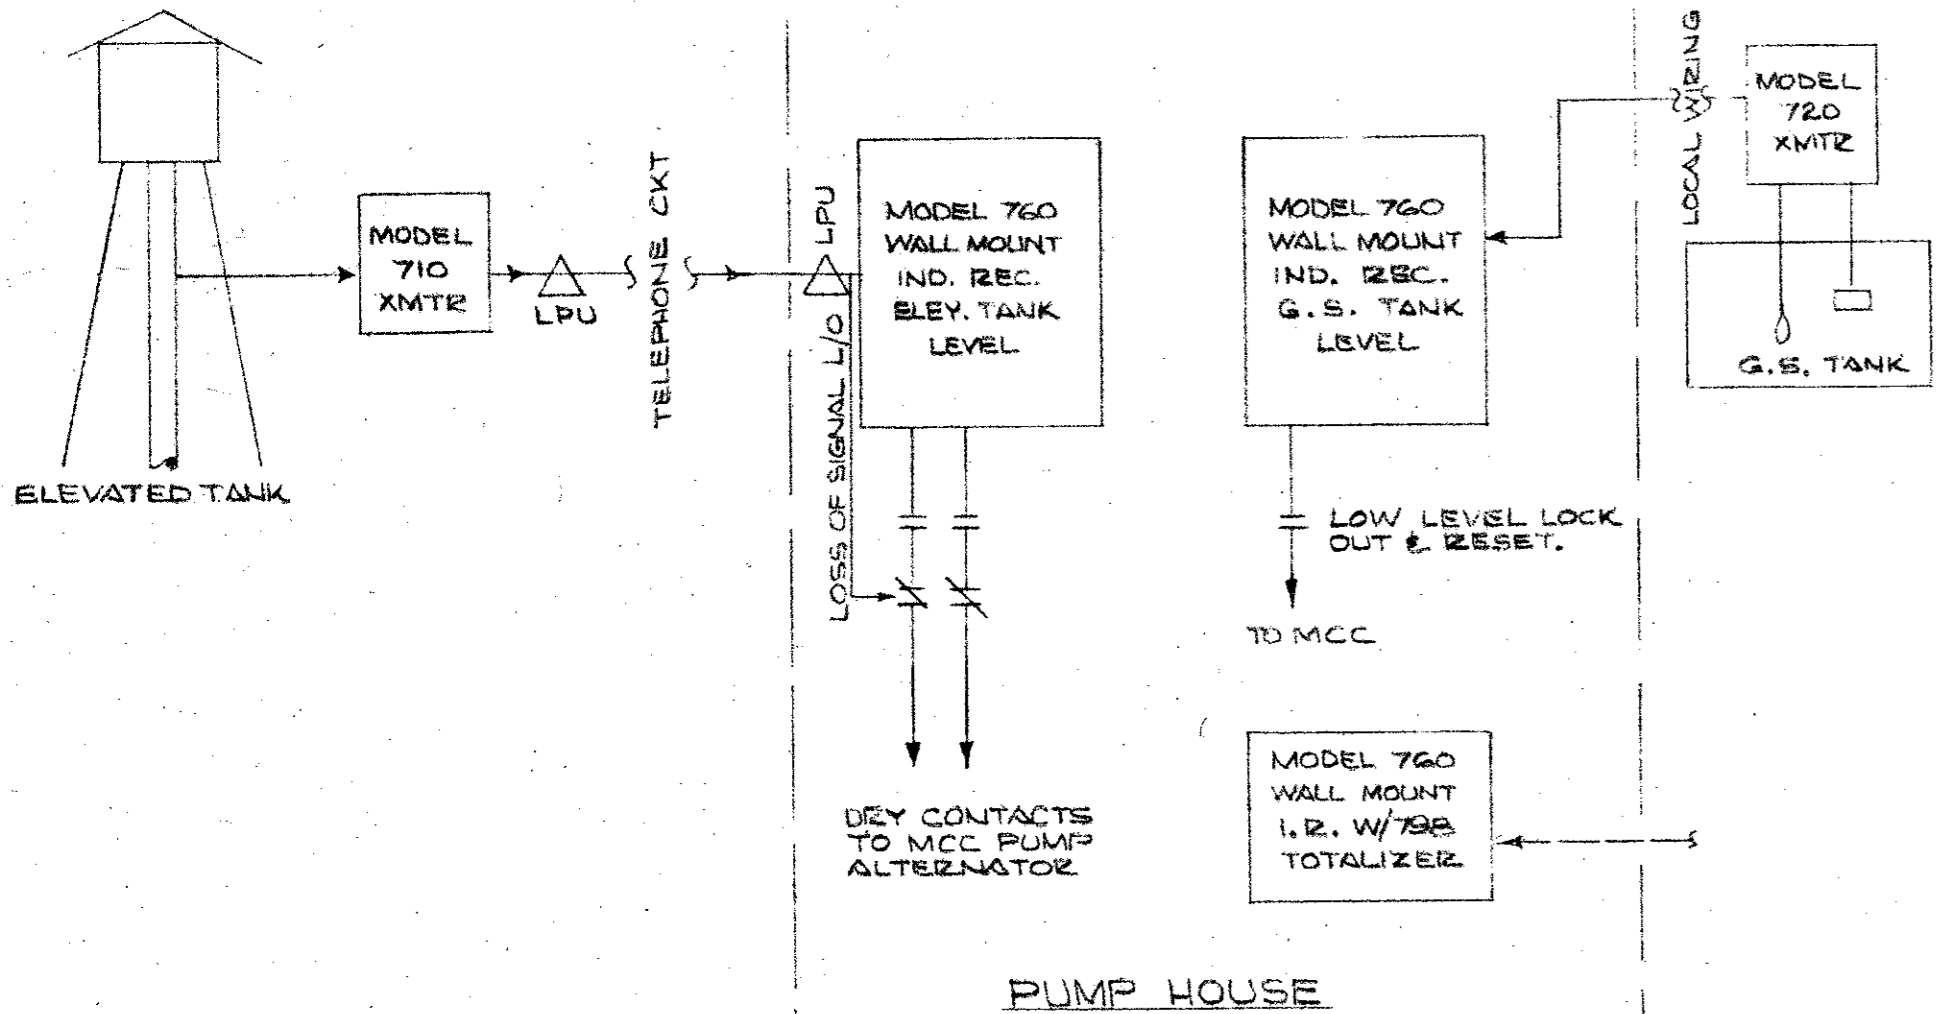 ELEVATED TANK
MODEL
710
XMTR
LPU
TELEPHONE CKT
LPU
LOSS OF SIGNAL L/O
MODEL 760
WALL MOUNT
IND. REC.
ELEV. TANK
LEVEL
DRY CONTACTS
TO MCC PUMP
ALTERNATOR
MODEL 760
WALL MOUNT
IND. REC.
G.S. TANK
LEVEL
LOW LEVEL LOCK
OUT & RESET.
TO MCC
LOCAL WIRING
MODEL
720
XMTR
G.S. TANK
MODEL 760
WALL MOUNT
I.R. W/798
TOTALIZER
PUMP HOUSE